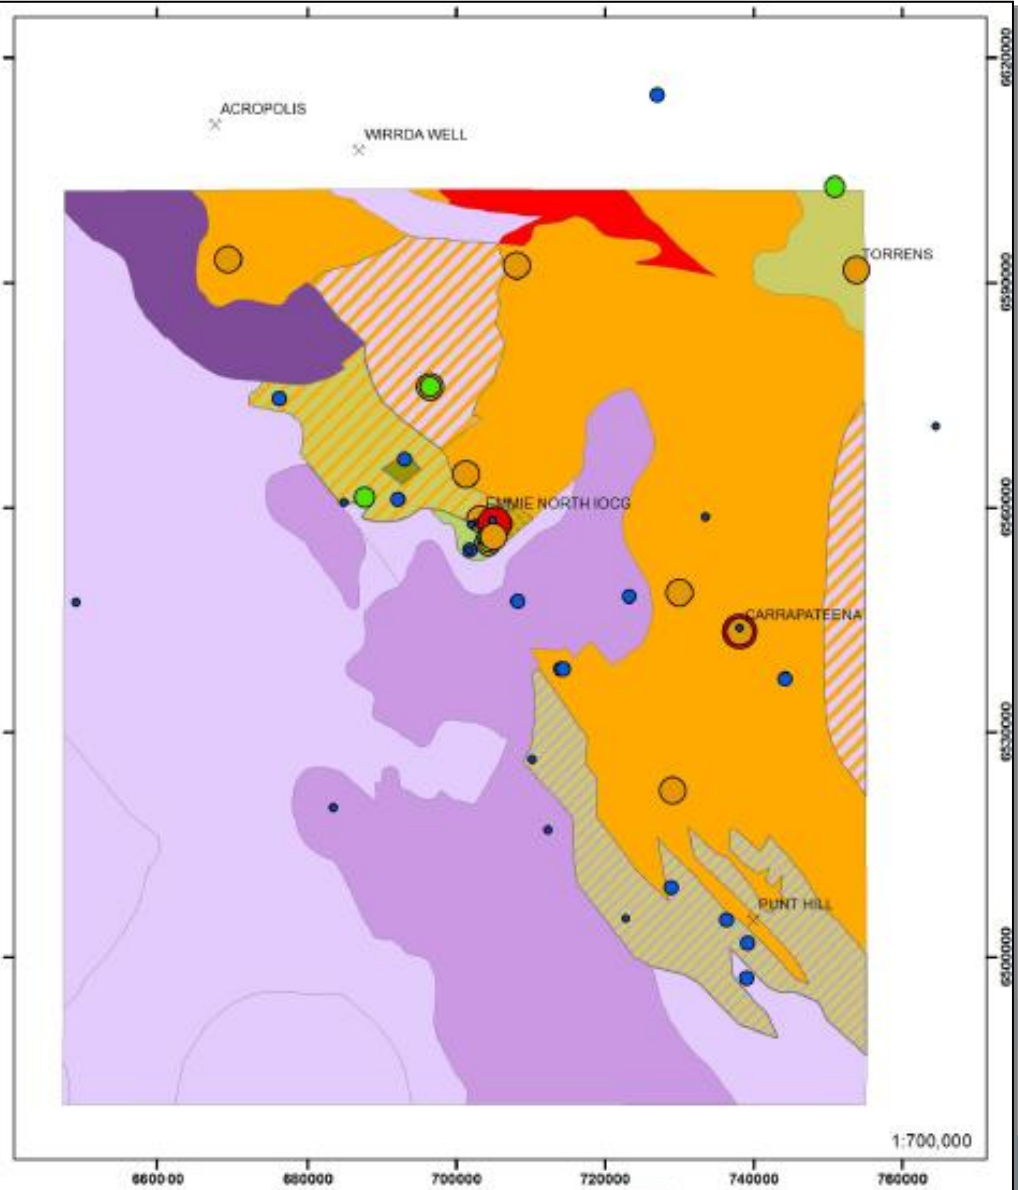 6620000
ACROPOLIS
WIRRDA WELL
TORRENS
6590000
EMMIE NORTH IOCG
6560000
CARRAPATEENA
6530000
PUNT HILL
6500000
1:700,000
660000 680000 700000 720000 740000 760000